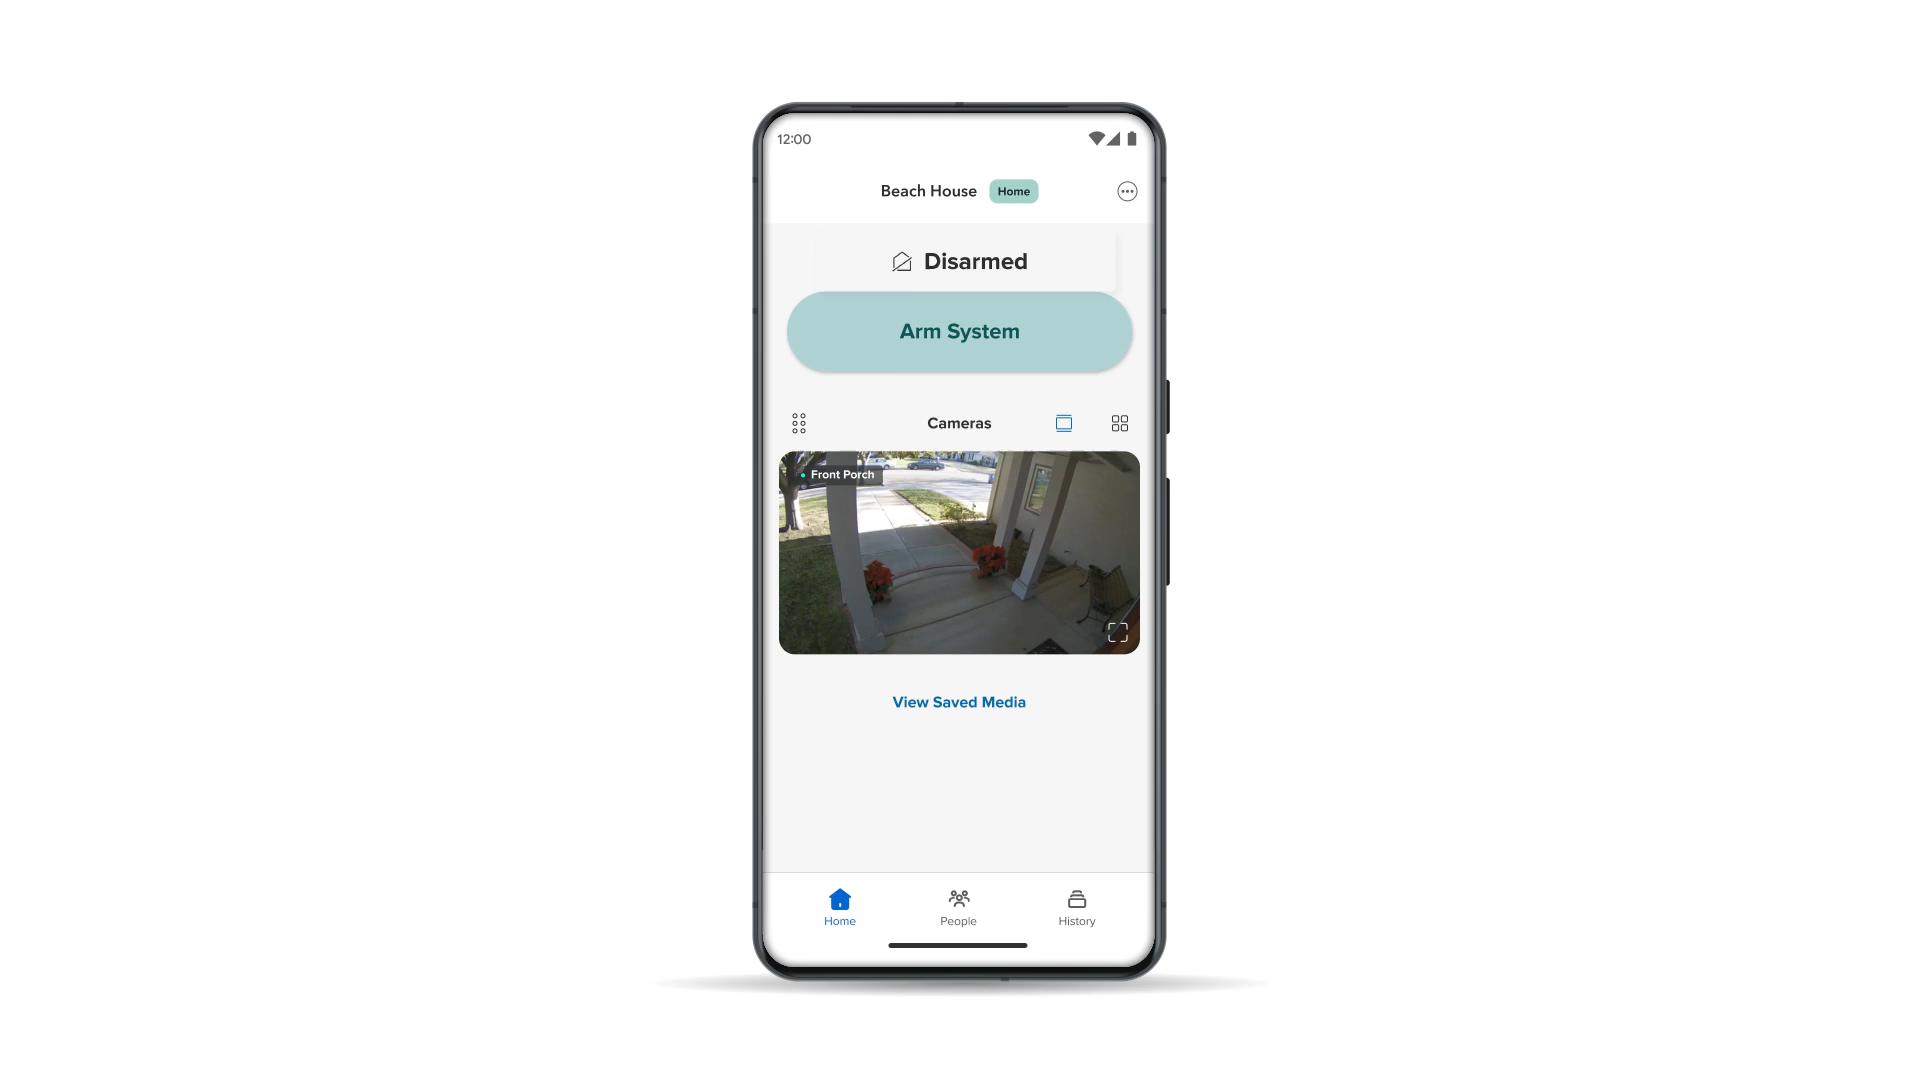 12:00
Beach House Home
Disarmed
Arm System
Cameras
Front Porch
View Saved Media
Home People History